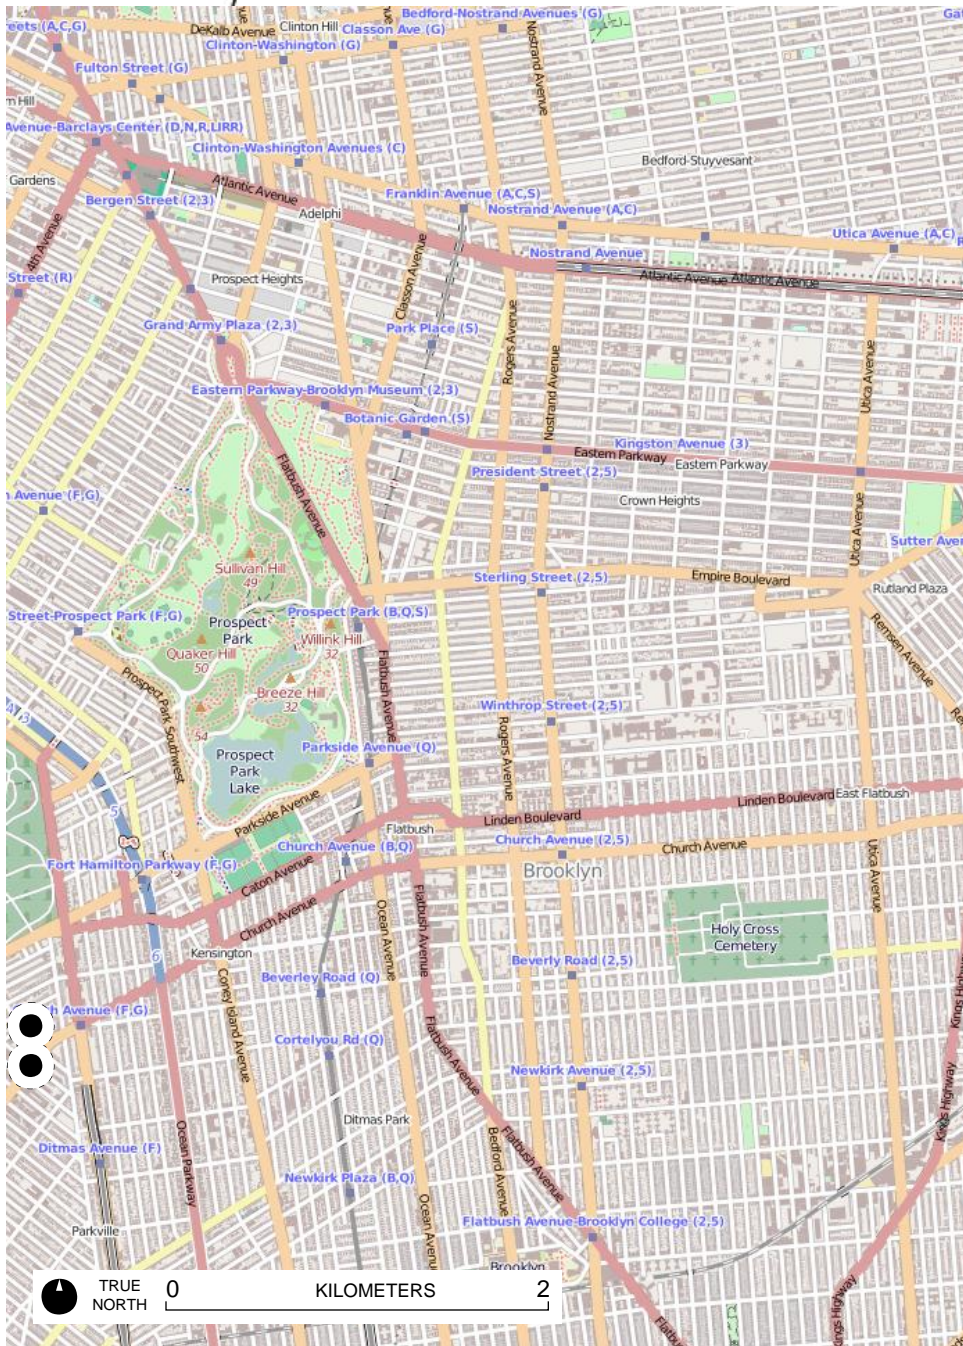 Bedford-Nostrand Avenues (G)
Clinton Hill
Classon Ave (G)
DeKalb Avenue
(A,C,G)
Clinton-Washington (G)
Nostrand Avenue
Fulton Street (G)
Avenue-Barclays Center (D,N,R,LIRR)
Clinton-Washington Avenues (C)
Bedford-Stuyvesant
Gardens
Atlantic Avenue
Franklin Avenue (A,C,S)
Bergen Street (2,3)
Adelphi
Nostrand Avenue (A,C)
4th Avenue
Utica Avenue (A,C)
Nostrand Avenue
Street (R)
Prospect Heights
Classon Avenue
Atlantic Avenue
Atlantic Avenue
Grand Army Plaza (2,3)
Park Place (S)
Rogers Avenue
Nostrand Avenue
Utica Avenue
Eastern Parkway-Brooklyn Museum (2,3)
Botanic Garden (S)
Kingston Avenue (3)
Eastern Parkway
Eastern Parkway
Flatbush Avenue
President Street (2,5)
Avenue (F,G)
Crown Heights
Utica Avenue
Sutter
Sullivan Hill
49
Sterling Street (2,5)
Empire Boulevard
Rutland Plaza
Street-Prospect Park (F,G)
Prospect
Park
Prospect Park (B,Q,S)
Quaker Hill
50
Willink Hill
32
Remsen Avenue
Flatbush Avenue
Prospect Park Southwest
Breeze Hill
32
Winthrop Street (2,5)
54
Rogers Avenue
Parkside Avenue (Q)
Prospect
Park
Lake
5
Parkside Avenue
Linden Boulevard
Linden Boulevard
East Flatbush
Flatbush
Church Avenue (B,Q)
Church Avenue (2,5)
Church Avenue
Utica Avenue
Fort Hamilton Parkway (F,G)
Caton Avenue
Brooklyn
Church Avenue
Ocean Avenue
Flatbush Avenue
Holy Cross
Cemetery
6
Kensington
Beverley Road (Q)
Beverly Road (2,5)
Coney Island Avenue
Avenue (F,G)
Cortelyou Rd (Q)
Flatbush Avenue
Newkirk Avenue (2,5)
Ditmas Park
Kings Highway
Ditmas Avenue (F)
Ocean Parkway
Bedford Avenue
Flatbush Avenue
Newkirk Plaza (B,Q)
Ocean Avenue
Parkville
Flatbush Avenue-Brooklyn College (2,5)
Brooklyn
Kings Highway
TRUE
NORTH
0 KILOMETERS 2